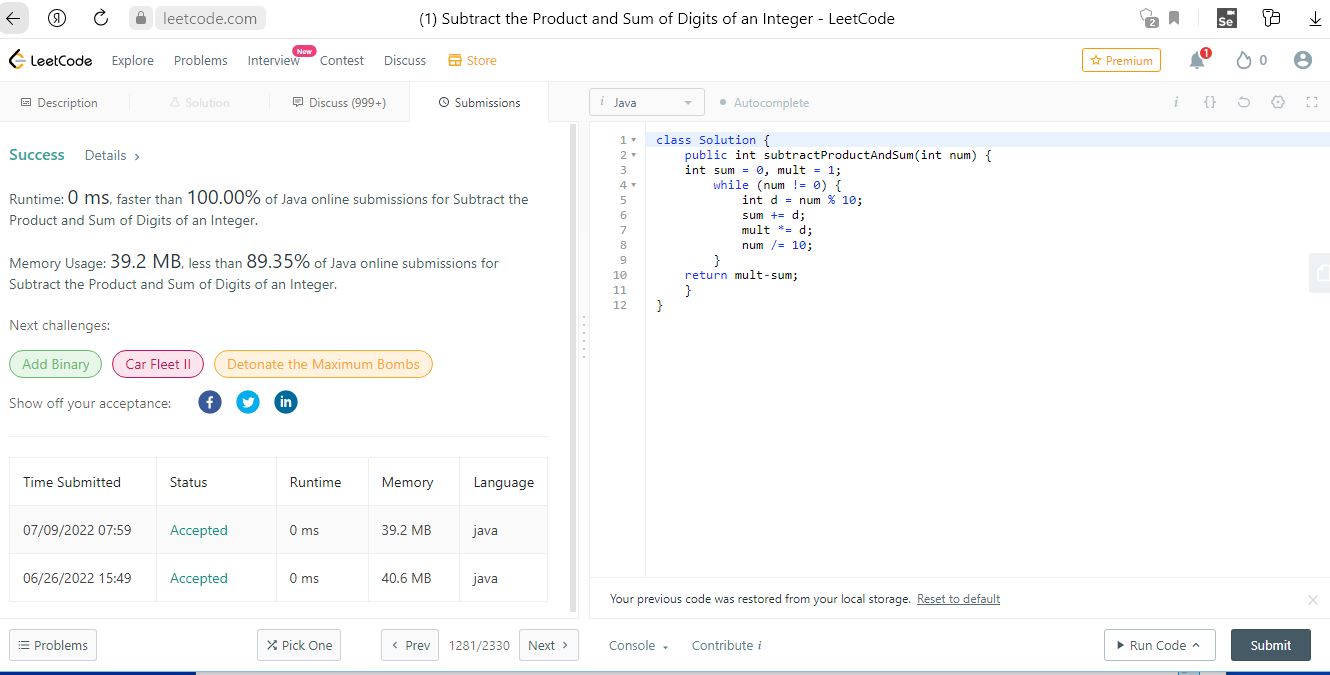 leetcode.com (1) Subtract the Product and Sum of Digits of an Integer - LeetCode 2 Se
LeetCode Explore Problems Interview New Contest Discuss Store Premium 1 0
Description Solution Discuss (999+) Submissions
i Java Autocomplete i {}
Success Details >
Runtime: 0 ms, faster than 100.00% of Java online submissions for Subtract the
Product and Sum of Digits of an Integer.
Memory Usage: 39.2 MB, less than 89.35% of Java online submissions for
Subtract the Product and Sum of Digits of an Integer.
Next challenges:
Add Binary Car Fleet II Detonate the Maximum Bombs
Show off your acceptance: f in
Time Submitted Status Runtime Memory Language
07/09/2022 07:59 Accepted 0 ms 39.2 MB java
06/26/2022 15:49 Accepted 0 ms 40.6 MB java
1 class Solution {
2 public int subtractProductAndSum(int num) {
3 int sum = 0, mult = 1;
4 while (num != 0) {
5 int d = num % 10;
6 sum += d;
7 mult *= d;
8 num /= 10;
9 }
10 return mult-sum;
11 }
12 }
Your previous code was restored from your local storage. Reset to default
Problems Pick One < Prev 1281/2330 Next > Console Contribute i Run Code Submit